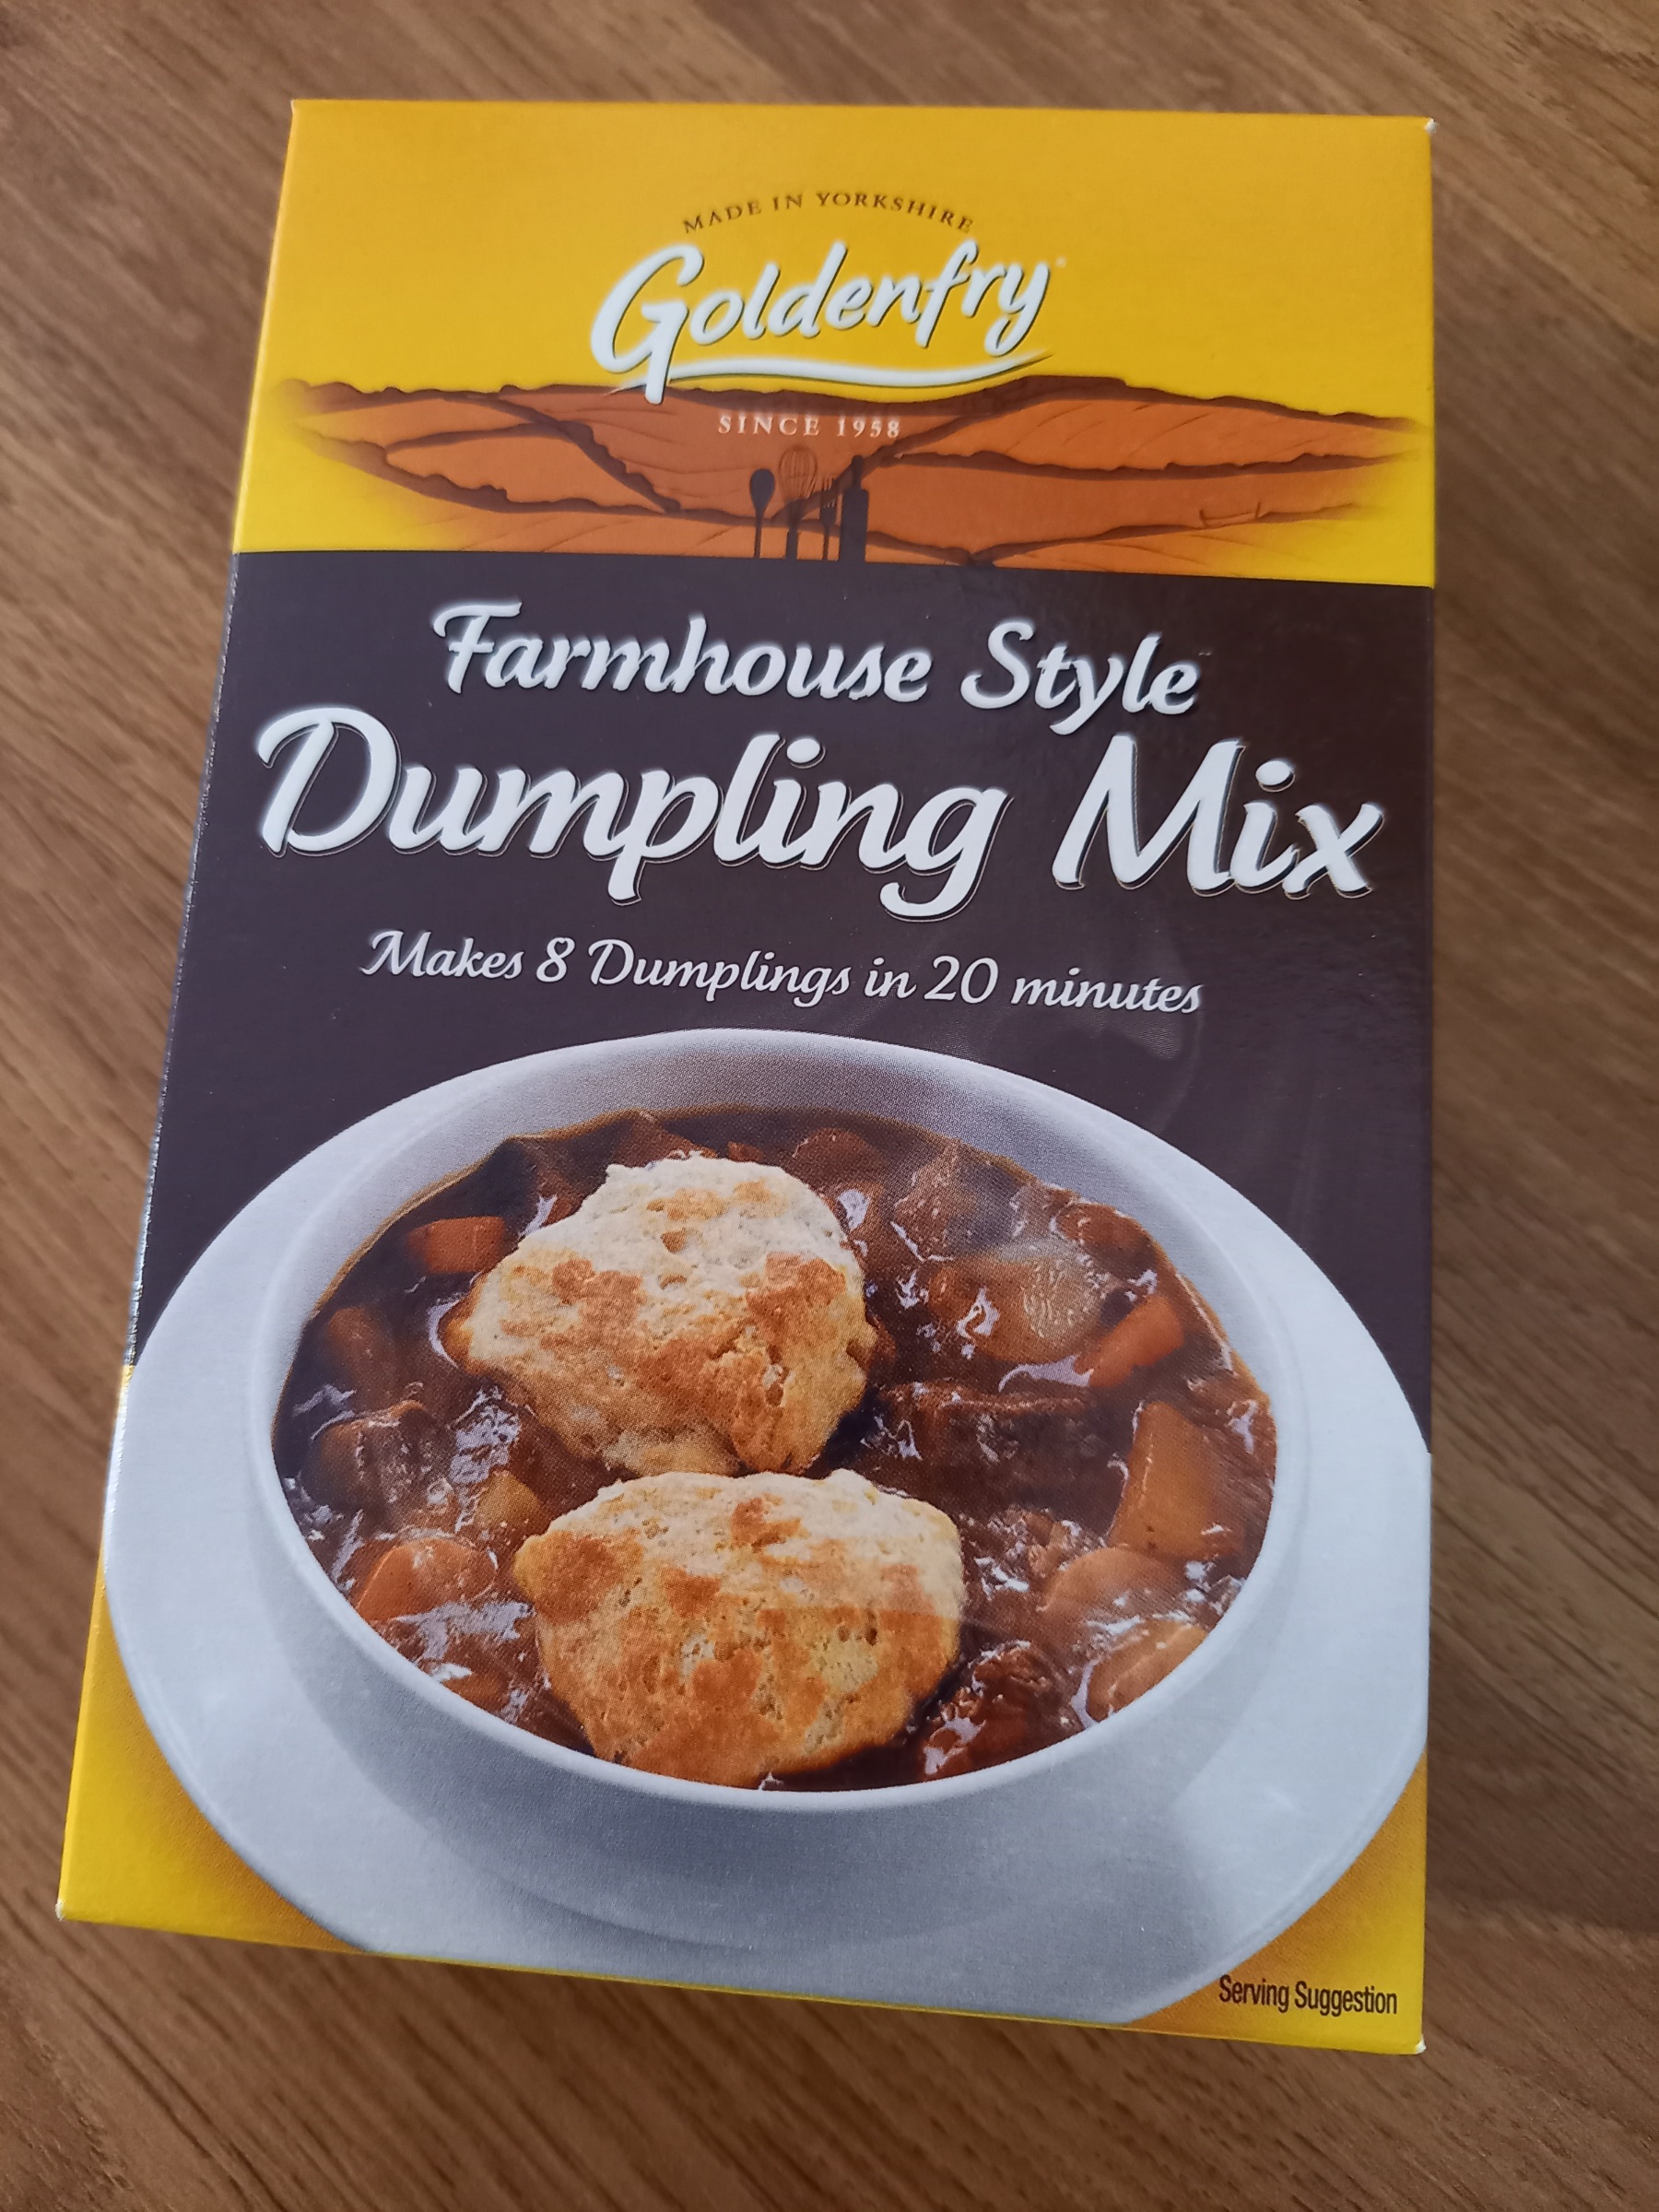 MADE IN YORKSHIRE
Goldenfry
SINCE 1958
Farmhouse Style
Dumpling Mix
Makes 8 Dumplings in 20 minutes
Serving Suggestion